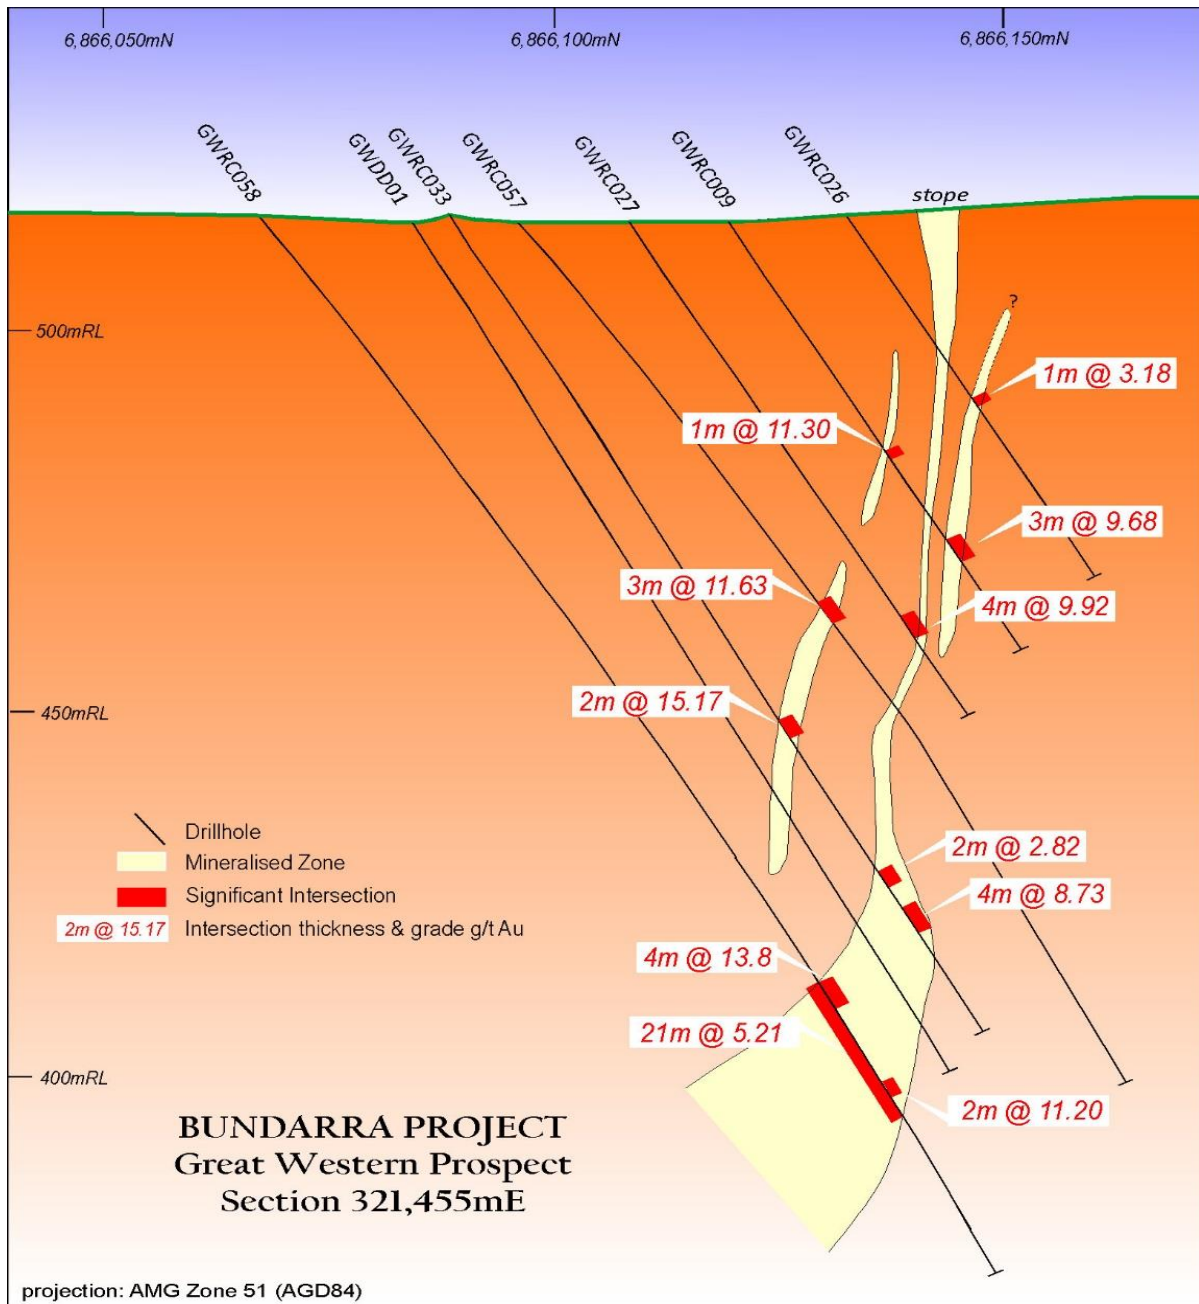 6,866,050mN
6,866,100mN
6,866,150mN
GWRC058
GWDD01
GWRC033
GWRC057
GWRC027
GWRC009
GWRC026
stope
500mRL
?
1m @ 3.18
1m @ 11.30
3m @ 9.68
3m @ 11.63
4m @ 9.92
450mRL
2m @ 15.17
Drillhole
Mineralised Zone
Significant Intersection
2m @ 15.17 Intersection thickness & grade g/t Au
2m @ 2.82
4m @ 8.73
4m @ 13.8
21m @ 5.21
400mRL
2m @ 11.20
BUNDARRA PROJECT
Great Western Prospect
Section 321,455mE
projection: AMG Zone 51 (AGD84)